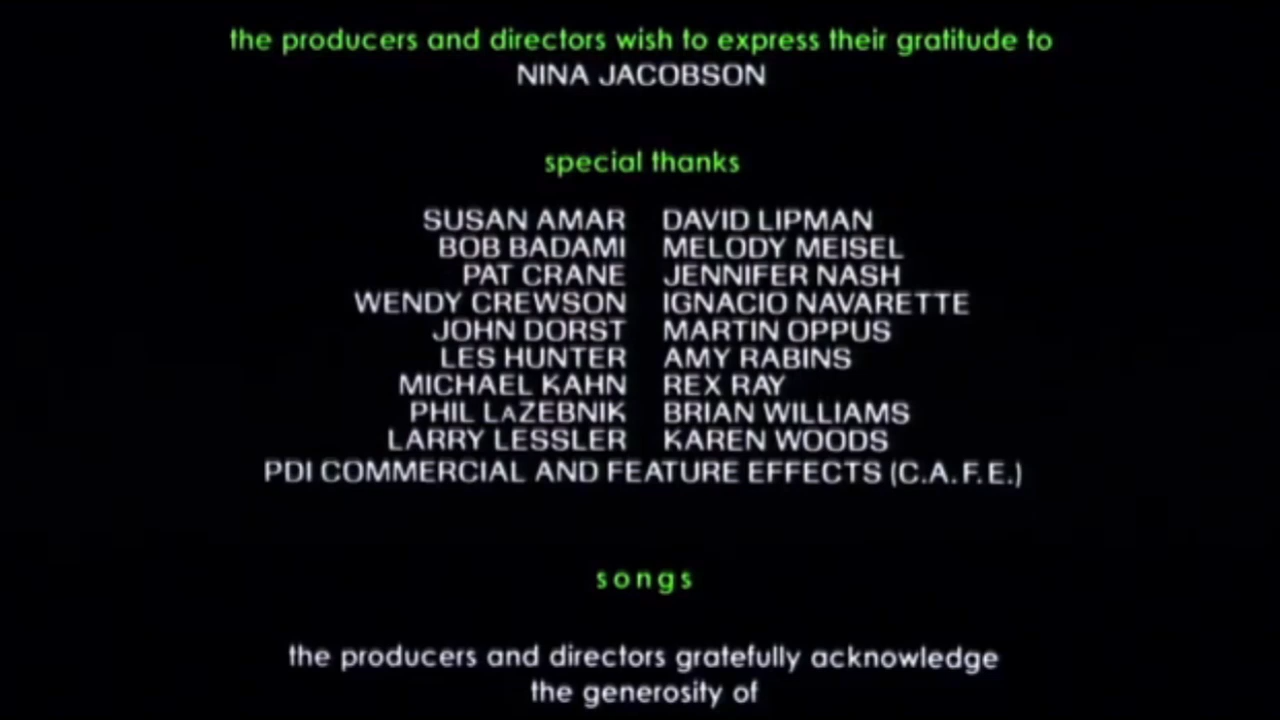 the producers and directors wish to express their gratitude to
NINA JACOBSON
special thanks
SUSAN AMAR DAVID LIPMAN
BOB BADAMI MELODY MEISEL
PAT CRANE JENNIFER NASH
WENDY CREWSON IGNACIO NAVARETTE
JOHN DORST MARTIN OPPUS
LES HUNTER AMY RABINS
MICHAEL KAHN REX RAY
PHIL LAZEBNIK BRIAN WILLIAMS
LARRY LESSLER KAREN WOODS
PDI COMMERCIAL AND FEATURE EFFECTS (C.A.F.E.)
songs
the producers and directors gratefully acknowledge
the generosity of